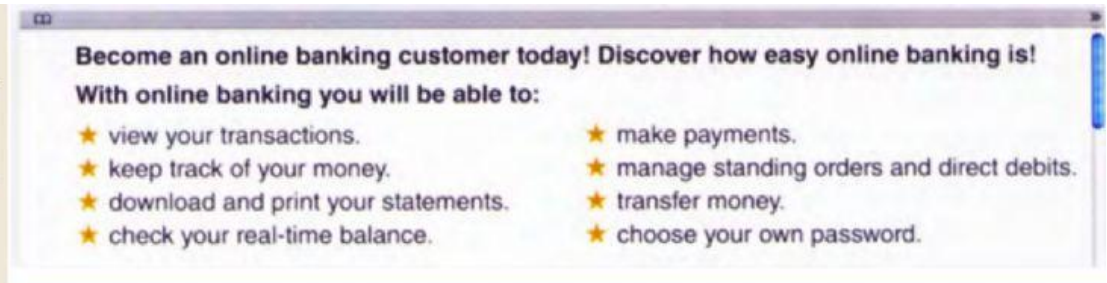 Become an online banking customer today! Discover how easy online banking is!
With online banking you will be able to:
★ view your transactions.
★ keep track of your money.
★ download and print your statements.
★ check your real-time balance.
★ make payments.
★ manage standing orders and direct debits.
★ transfer money.
★ choose your own password.